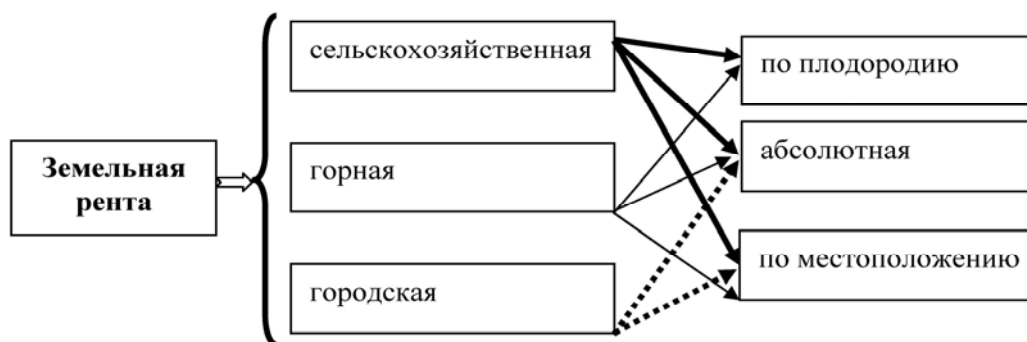 Земельная
рента
сельскохозяйственная
горная
городская
по плодородию
абсолютная
по местоположению